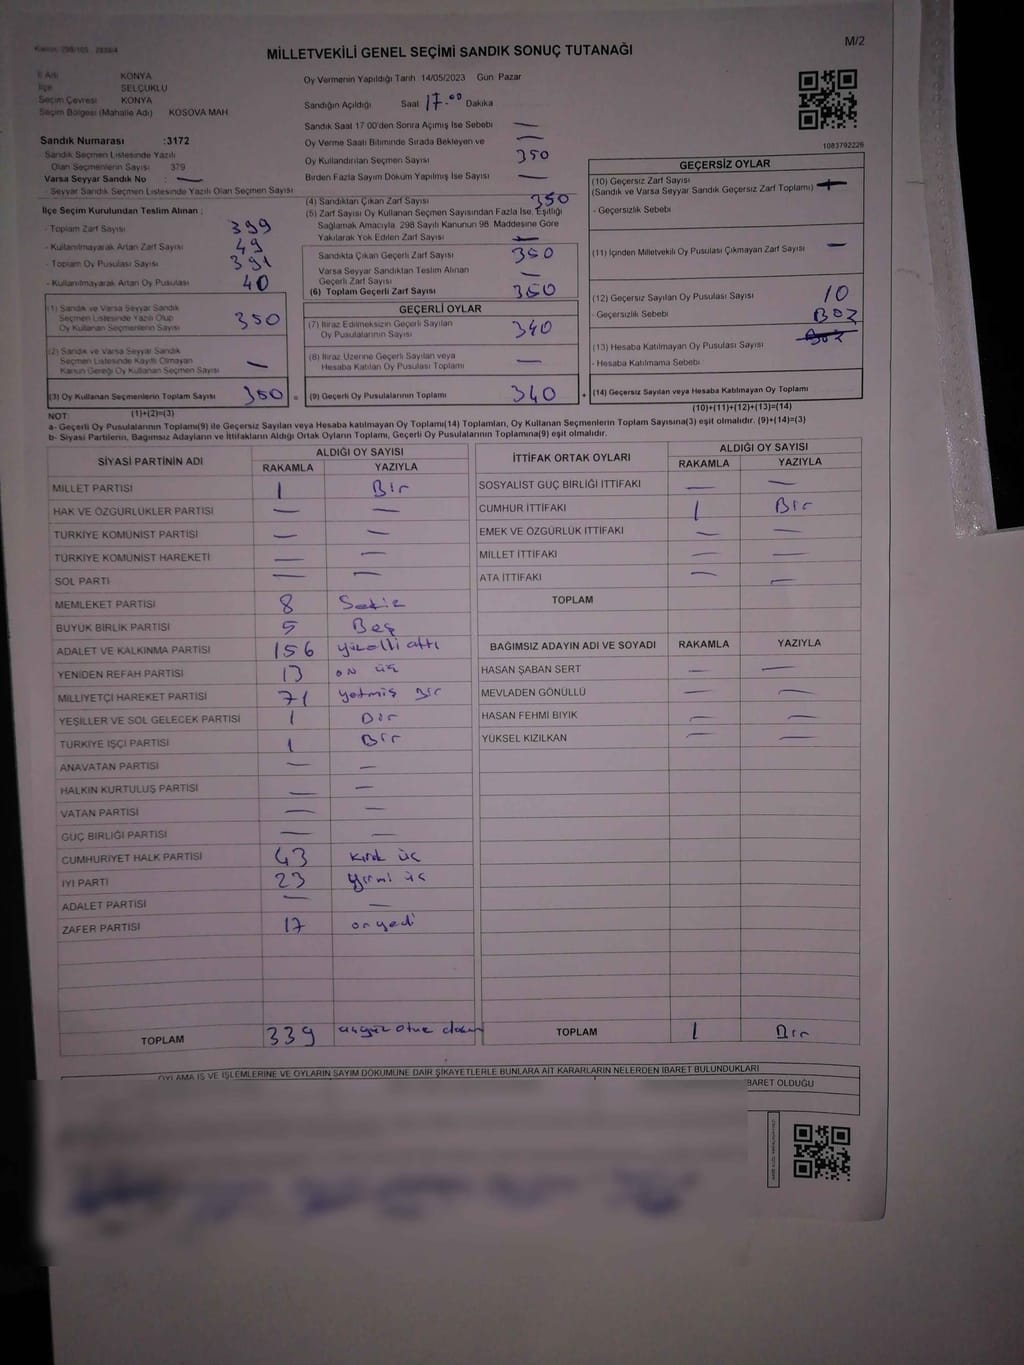 M/2
MİLLETVEKİLİ GENEL SEÇİMİ SANDIK SONUÇ TUTANAĞI
İl Adı KONYA
İlçe SELÇUKLU
Seçim Çevresi KONYA
Seçim Bölgesi (Mahalle Adı) KOSOVA MAH
Sandık Numarası :3172
Sandık Seçmen Listesinde Yazılı
Olan Seçmenlerin Sayısı 379
Varsa Seyyar Sandık No : —
- Seyyar Sandık Seçmen Listesinde Yazılı Olan Seçmen Sayısı
İlçe Seçim Kurulundan Teslim Alınan ;
- Toplam Zarf Sayısı 399
- Kullanılmayarak Artan Zarf Sayısı 49
- Toplam Oy Pusulası Sayısı 391
- Kullanılmayarak Artan Oy Pusulası 40
(1) Sandık ve Varsa Seyyar Sandık
Seçmen Listesinde Yazılı Olup
Oy Kullanan Seçmenlerin Sayısı 350
(2) Sandık ve Varsa Seyyar Sandık
Seçmen Listesinde Kayıtlı Olmayan
Kanun Gereği Oy Kullanan Seçmen Sayısı —
(3) Oy Kullanan Seçmenlerin Toplam Sayısı 350 =
Oy Vermenin Yapıldığı Tarih 14/05/2023 Gün Pazar
Sandığın Açıldığı Saat 17.00 Dakika
Sandık Saat 17 00'den Sonra Açımış İse Sebebi —
Oy Verme Saati Bitiminde Sırada Bekleyen ve —
Oy Kullandırılan Seçmen Sayısı 350
Birden Fazla Sayım Döküm Yapılmış İse Sayısı —
(4) Sandıktan Çıkan Zarf Sayısı 350
(5) Zarf Sayısı Oy Kullanan Seçmen Sayısından Fazla İse, Eşitliği
Sağlamak Amacıyla 298 Sayılı Kanunun 98. Maddesine Göre
Yakılarak Yok Edilen Zarf Sayısı —
Sandıkta Çıkan Geçerli Zarf Sayısı 350
Varsa Seyyar Sandıktan Teslim Alınan
Geçerli Zarf Sayısı —
(6) Toplam Geçerli Zarf Sayısı 350
GEÇERLİ OYLAR
(7) İtiraz Edilmeksizin Geçerli Sayılan
Oy Pusulalarının Sayısı 340
(8) İtiraz Üzerine Geçerli Sayılan veya
Hesaba Katılan Oy Pusulası Toplamı —
(9) Geçerli Oy Pusulalarının Toplamı 340 +
1083792226
GEÇERSİZ OYLAR
(10) Geçersiz Zarf Sayısı
(Sandık ve Varsa Seyyar Sandık Geçersiz Zarf Toplamı)
- Geçersizlik Sebebi
(11) İçinden Milletvekili Oy Pusulası Çıkmayan Zarf Sayısı —
(12) Geçersiz Sayılan Oy Pusulası Sayısı 10
- Geçersizlik Sebebi BOZ
(13) Hesaba Katılmayan Oy Pusulası Sayısı
- Hesaba Katılmama Sebebi
(14) Geçersiz Sayılan veya Hesaba Katılmayan Oy Toplamı
(10)+(11)+(12)+(13)=(14)
NOT: (1)+(2)=(3)
a- Geçerli Oy Pusulalarının Toplamı(9) ile Geçersiz Sayılan veya Hesaba katılmayan Oy Toplamı(14) Toplamları, Oy Kullanan Seçmenlerin Toplam Sayısına(3) eşit olmalıdır. (9)+(14)=(3)
b- Siyasi Partilerin, Bağımsız Adayların ve İttifakların Aldığı Ortak Oyların Toplamı, Geçerli Oy Pusulalarının Toplamına(9) eşit olmalıdır.
SİYASİ PARTİNİN ADI ALDIĞI OY SAYISI
RAKAMLA YAZIYLA
MİLLET PARTİSİ 1 Bir
HAK VE ÖZGÜRLÜKLER PARTİSİ — —
TÜRKİYE KOMÜNİST PARTİSİ — —
TÜRKİYE KOMÜNİST HAREKETİ — —
SOL PARTİ — —
MEMLEKET PARTİSİ 8 Sekiz
BÜYÜK BİRLİK PARTİSİ 5 Beş
ADALET VE KALKINMA PARTİSİ 156 yüzelli altı
YENİDEN REFAH PARTİSİ 13 on üç
MİLLİYETÇİ HAREKET PARTİSİ 71 yetmiş Bir
YEŞİLLER VE SOL GELECEK PARTİSİ 1 Bir
TÜRKİYE İŞÇİ PARTİSİ 1 Bir
ANAVATAN PARTİSİ — —
HALKIN KURTULUŞ PARTİSİ — —
VATAN PARTİSİ — —
GÜÇ BİRLİĞİ PARTİSİ — —
CUMHURİYET HALK PARTİSİ 43 kırk üç
İYİ PARTİ 23 yirmi üç
ADALET PARTİSİ — —
ZAFER PARTİSİ 17 on yedi
TOPLAM 339 üçyüz otuz dokuz
İTTİFAK ORTAK OYLARI ALDIĞI OY SAYISI
RAKAMLA YAZIYLA
SOSYALİST GÜÇ BİRLİĞİ İTTİFAKI — —
CUMHUR İTTİFAKI 1 Bir
EMEK VE ÖZGÜRLÜK İTTİFAKI — —
MİLLET İTTİFAKI — —
ATA İTTİFAKI — —
TOPLAM
BAĞIMSIZ ADAYIN ADI VE SOYADI RAKAMLA YAZIYLA
HASAN ŞABAN SERT — —
MEVLADEN GÖNÜLLÜ — —
HASAN FEHMİ BIYIK — —
YÜKSEL KIZILKAN — —
TOPLAM 1 Bir
OYLAMA İŞ VE İŞLEMLERİNE VE OYLARIN SAYIM DÖKÜMÜNE DAİR ŞİKAYETLERLE BUNLARA AİT KARARLARIN NELERDEN İBARET BULUNDUKLARI
BARET OLDUĞU